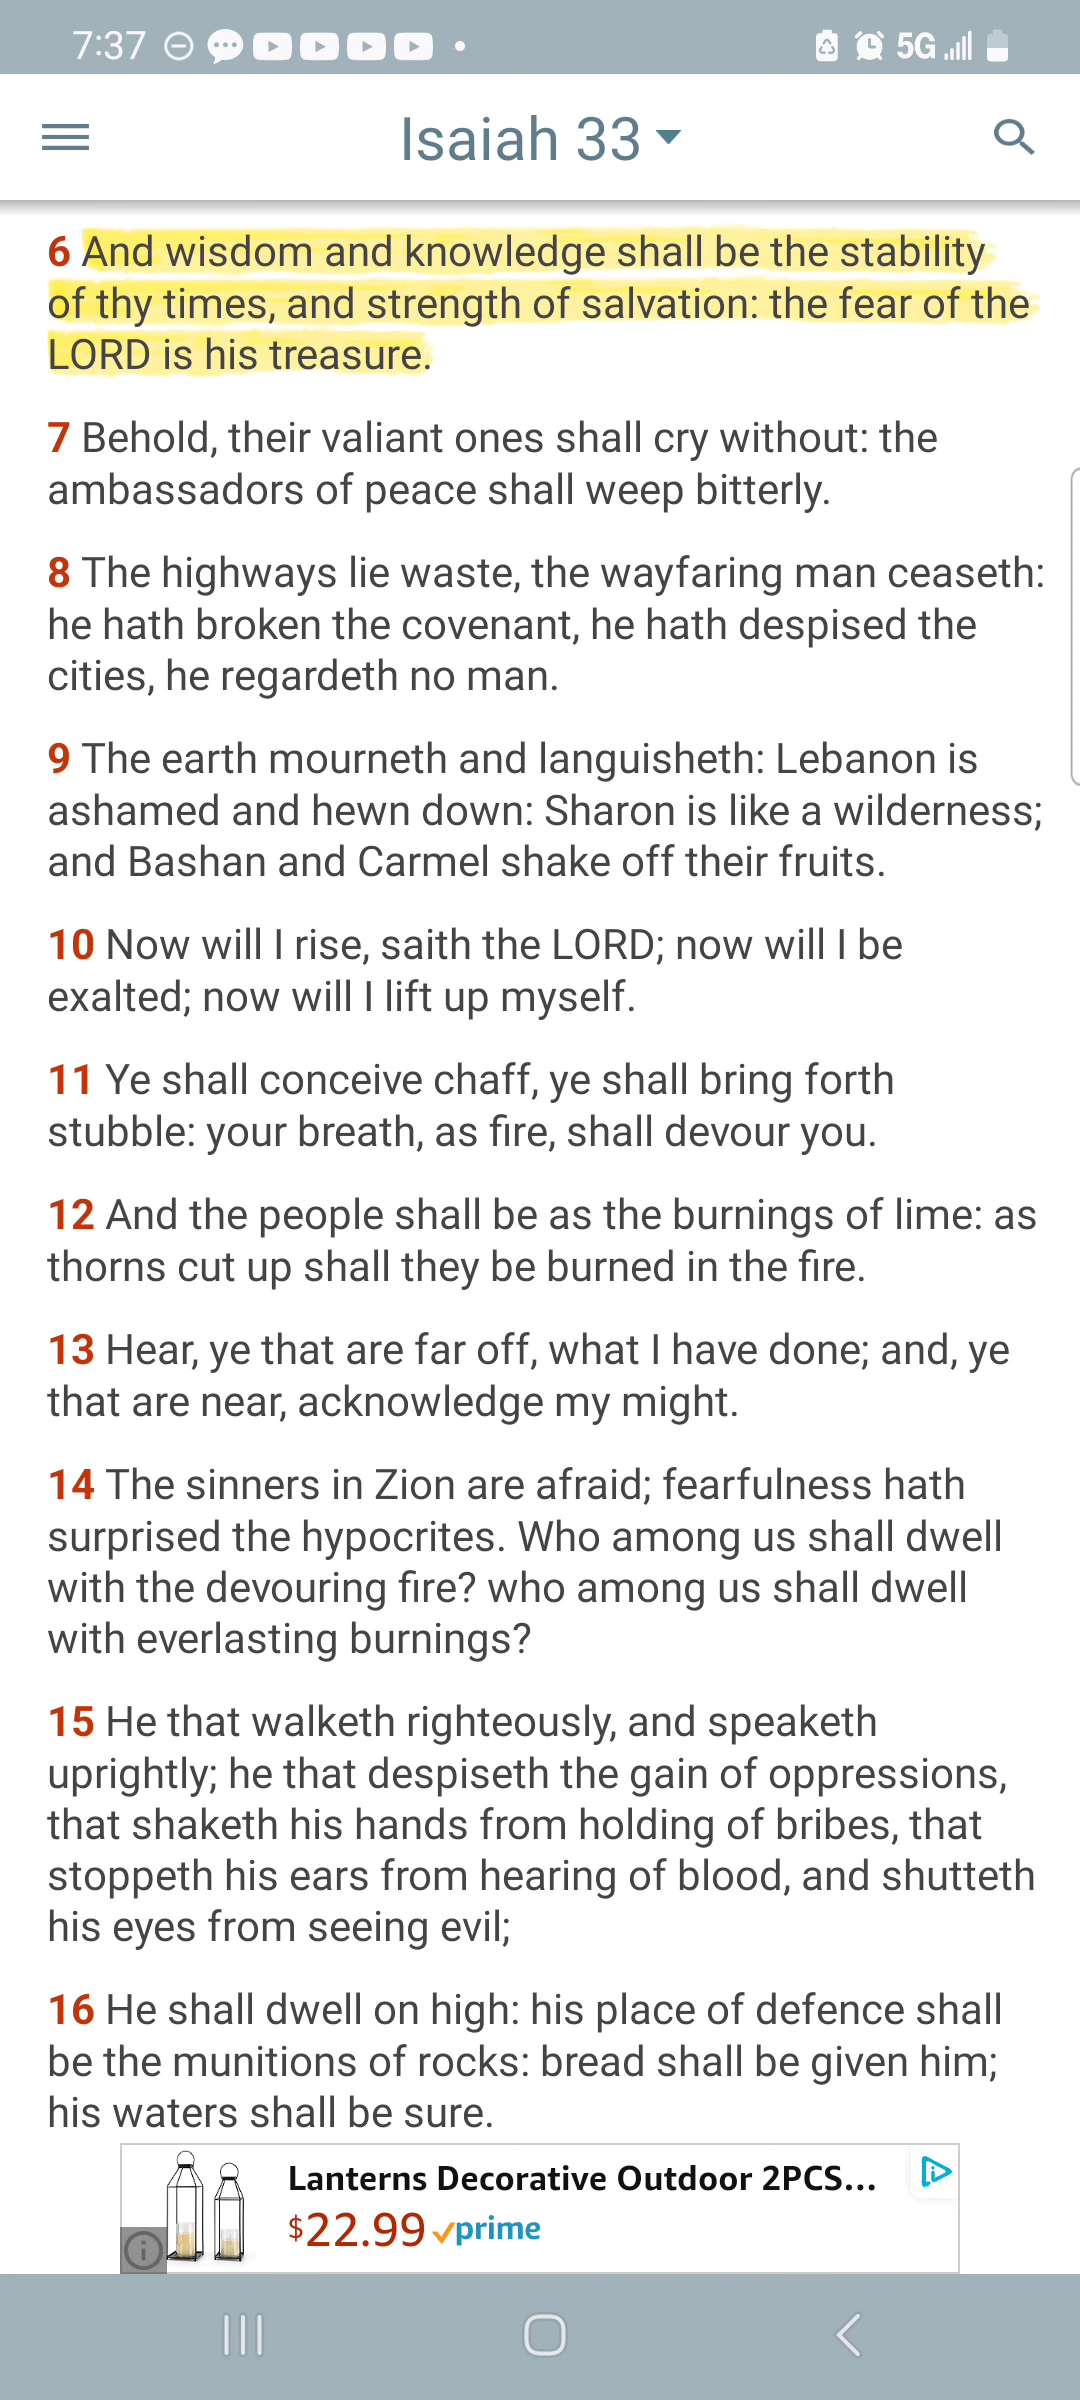 7:37 5G
Isaiah 33
6 And wisdom and knowledge shall be the stability
of thy times, and strength of salvation: the fear of the
LORD is his treasure.
7 Behold, their valiant ones shall cry without: the
ambassadors of peace shall weep bitterly.
8 The highways lie waste, the wayfaring man ceaseth:
he hath broken the covenant, he hath despised the
cities, he regardeth no man.
9 The earth mourneth and languisheth: Lebanon is
ashamed and hewn down: Sharon is like a wilderness;
and Bashan and Carmel shake off their fruits.
10 Now will I rise, saith the LORD; now will I be
exalted; now will I lift up myself.
11 Ye shall conceive chaff, ye shall bring forth
stubble: your breath, as fire, shall devour you.
12 And the people shall be as the burnings of lime: as
thorns cut up shall they be burned in the fire.
13 Hear, ye that are far off, what I have done; and, ye
that are near, acknowledge my might.
14 The sinners in Zion are afraid; fearfulness hath
surprised the hypocrites. Who among us shall dwell
with the devouring fire? who among us shall dwell
with everlasting burnings?
15 He that walketh righteously, and speaketh
uprightly; he that despiseth the gain of oppressions,
that shaketh his hands from holding of bribes, that
stoppeth his ears from hearing of blood, and shutteth
his eyes from seeing evil;
16 He shall dwell on high: his place of defence shall
be the munitions of rocks: bread shall be given him;
his waters shall be sure.
Lanterns Decorative Outdoor 2PCS...
$22.99 prime